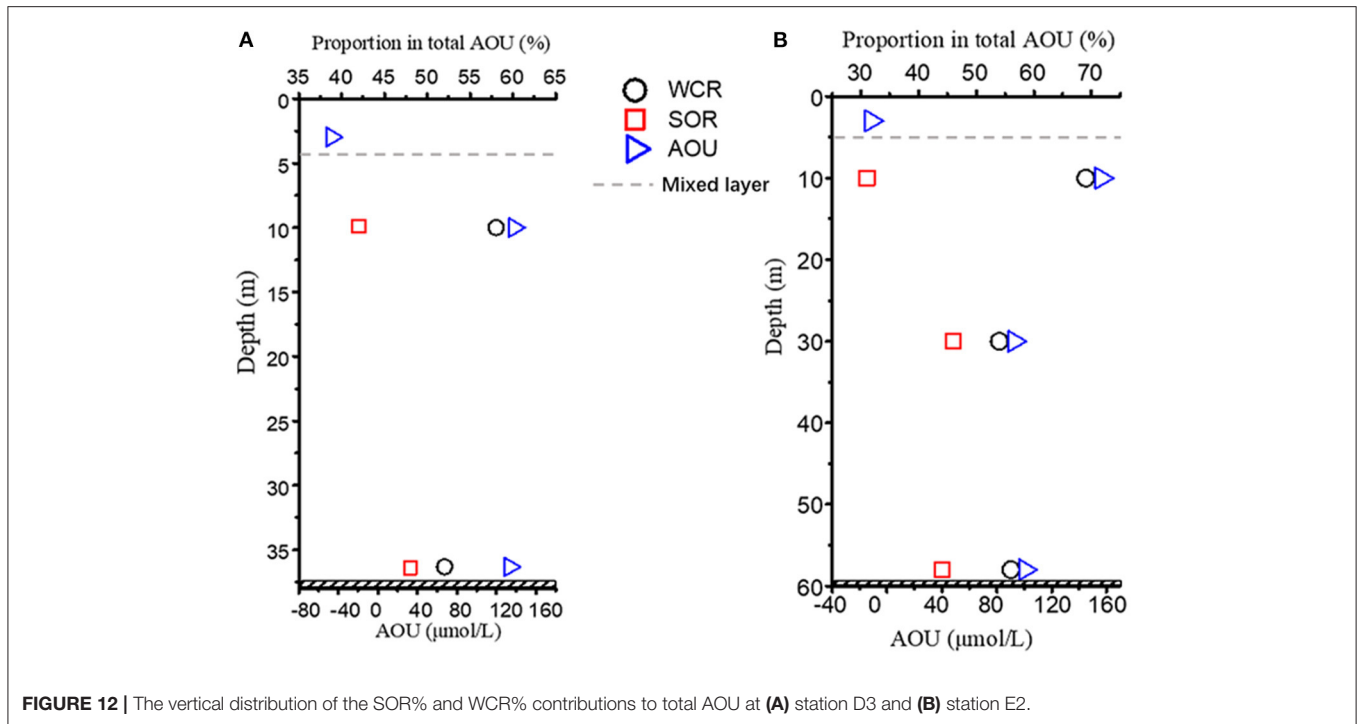 A
Proportion in total AOU (%)
35 40 45 50 55 60 65
0
5
10
15
20
25
30
35
Depth (m)
-80 -40 0 40 80 120 160
AOU (μmol/L)
WCR
SOR
AOU
Mixed layer
B
Proportion in total AOU (%)
30 40 50 60 70
0
10
20
30
40
50
60
Depth (m)
-40 0 40 80 120 160
AOU (μmol/L)
FIGURE 12 | The vertical distribution of the SOR% and WCR% contributions to total AOU at (A) station D3 and (B) station E2.